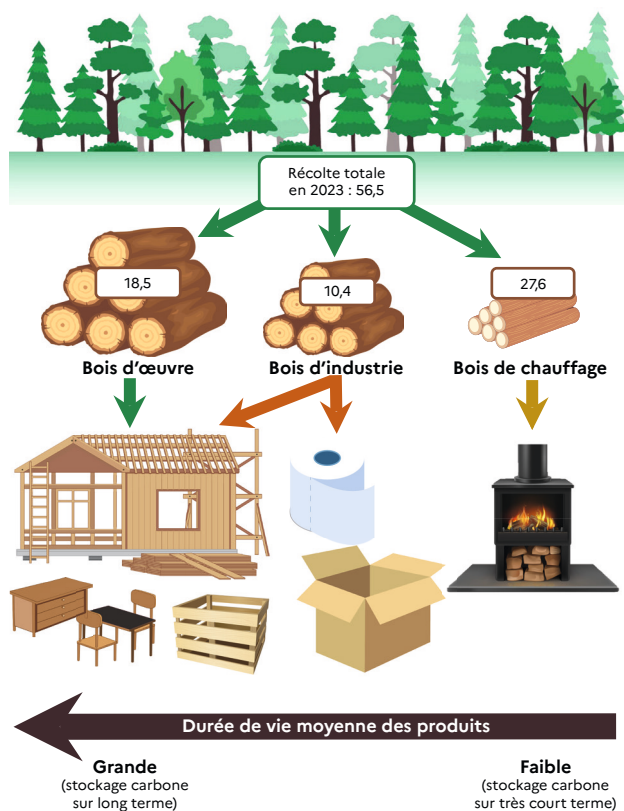 Récolte totale
en 2023 : 56,5
18,5
10,4
27,6
Bois d'œuvre
Bois d'industrie
Bois de chauffage
Durée de vie moyenne des produits
Grande
(stockage carbone
sur long terme)
Faible
(stockage carbone
sur très court terme)